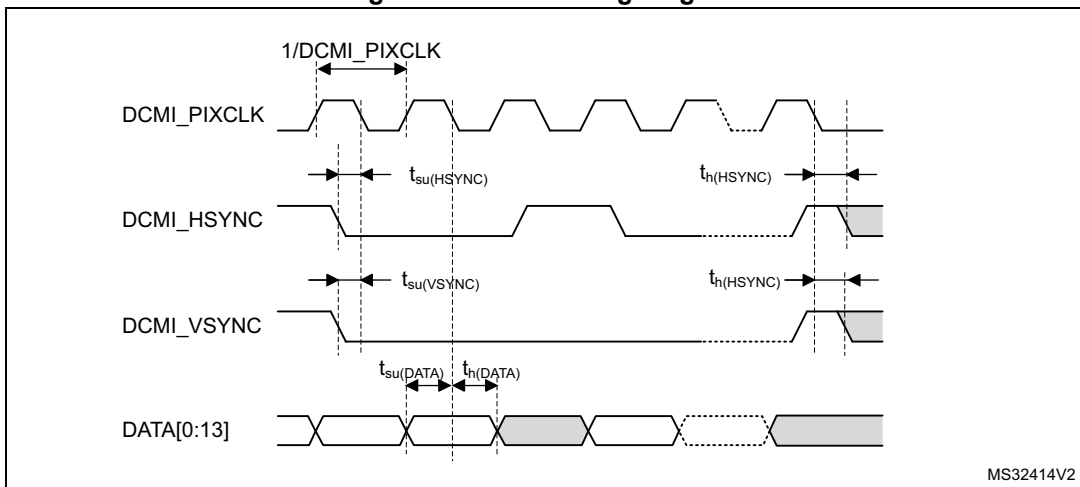 1/DCMI_PIXCLK
DCMI_PIXCLK
tsu(HSYNC)
th(HSYNC)
DCMI_HSYNC
tsu(VSYNC)
th(HSYNC)
DCMI_VSYNC
tsu(DATA) th(DATA)
DATA[0:13]
MS32414V2